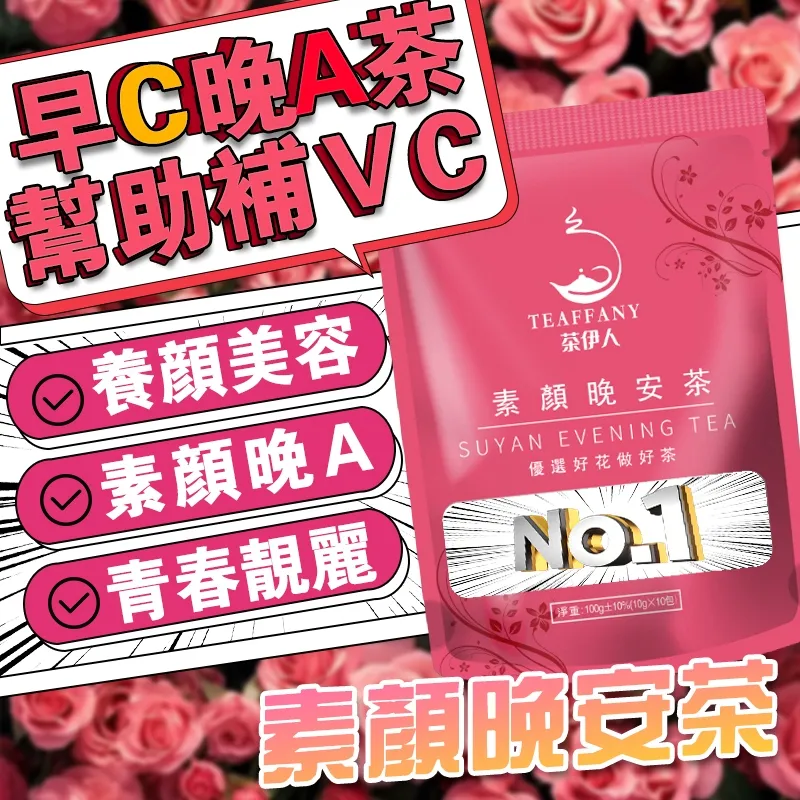 早C晚A茶
幫助補VC
養顏美容
素顏晚A
青春靚麗
TEAFFANY
茶伊人
素顏晚安茶
SUYAN EVENING TEA
優選好花做好茶
No.1
淨重:100g±10%(10g×10包)
素顏晚安茶